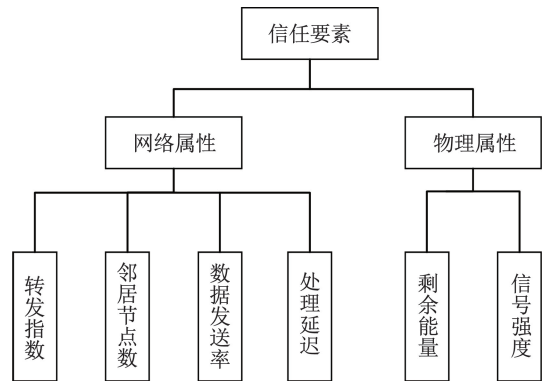 信任要素
网络属性
物理属性
转发指数
邻居节点数
数据发送率
处理延迟
剩余能量
信号强度